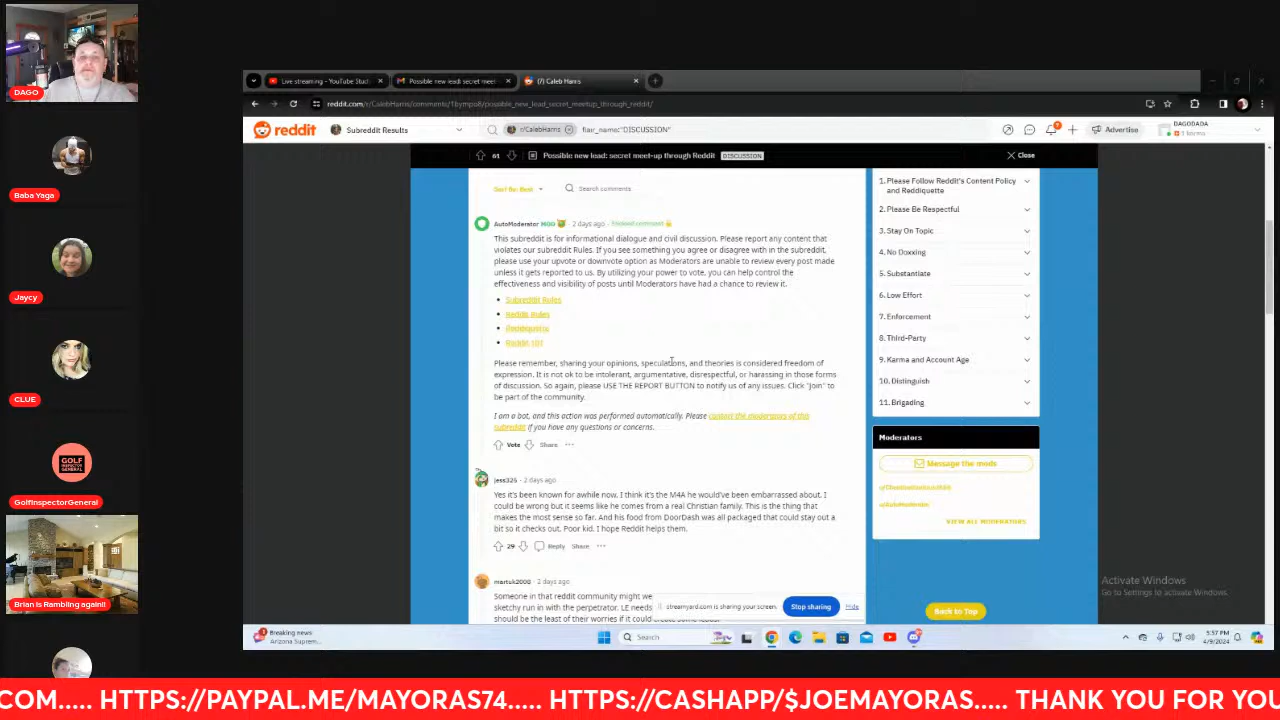 DAGO
Baba Yaga
Jaycy
CLUE
GOLF
INSPECTOR
GENERAL
GolfInspectorGeneral
Brian is Rambling again!!
Live streaming - YouTube Stud
Possible new lead: secret meet
(7) Caleb Harris
reddit.com/r/CalebHarris/comments/1bympo8/possible_new_lead_secret_meetup_through_reddit/
reddit
Subreddit Results
r/CalebHarris
flair_name:"DISCUSSION"
Advertise
DAGODADA
1 karma
61
Possible new lead: secret meet-up through Reddit
DISCUSSION
Close
Sort By: Best
Search comments
AutoModerator MOD
2 days ago
Stickied comment
This subreddit is for informational dialogue and civil discussion. Please report any content that
violates our subreddit Rules. If you see something you agree or disagree with in the subreddit,
please use your upvote or downvote option as Moderators are unable to review every post made
unless it gets reported to us. By utilizing your power to vote, you can help control the
effectiveness and visibility of posts until Moderators have had a chance to review it.
• Subreddit Rules
• Reddit Rules
• Reddiquette
• Reddit 101
Please remember, sharing your opinions, speculations, and theories is considered freedom of
expression. It is not ok to be intolerant, argumentative, disrespectful, or harassing in those forms
of discussion. So again, please USE THE REPORT BUTTON to notify us of any issues. Click "Join" to
be part of the community.
I am a bot, and this action was performed automatically. Please contact the moderators of this
subreddit if you have any questions or concerns.
Vote
Share
jess326 · 2 days ago
Yes it's been known for awhile now. I think it's the M4A he would've been embarrassed about. I
could be wrong but it seems like he comes from a real Christian family. This is the thing that
makes the most sense so far. And his food from DoorDash was all packaged that could stay out a
bit so it checks out. Poor kid. I hope Reddit helps them.
29
Reply
Share
martuk2000 · 2 days ago
Someone in that reddit community might we
sketchy run in with the perpetrator. LE needs
should be the least of their worries if it could
1. Please Follow Reddit's Content Policy
and Reddiquette
2. Please Be Respectful
3. Stay On Topic
4. No Doxxing
5. Substantiate
6. Low Effort
7. Enforcement
8. Third-Party
9. Karma and Account Age
10. Distinguish
11. Brigading
Moderators
Message the mods
u/AutoModerator
VIEW ALL MODERATORS
Back to Top
streamyard.com is sharing your screen.
Stop sharing
Hide
Activate Windows
Go to Settings to activate Windows.
Breaking news
Arizona Suprem...
Search
5:57 PM
4/9/2024
COM..... HTTPS://PAYPAL.ME/MAYORAS74..... HTTPS://CASHAPP/$JOEMAYORAS..... THANK YOU FOR YOU